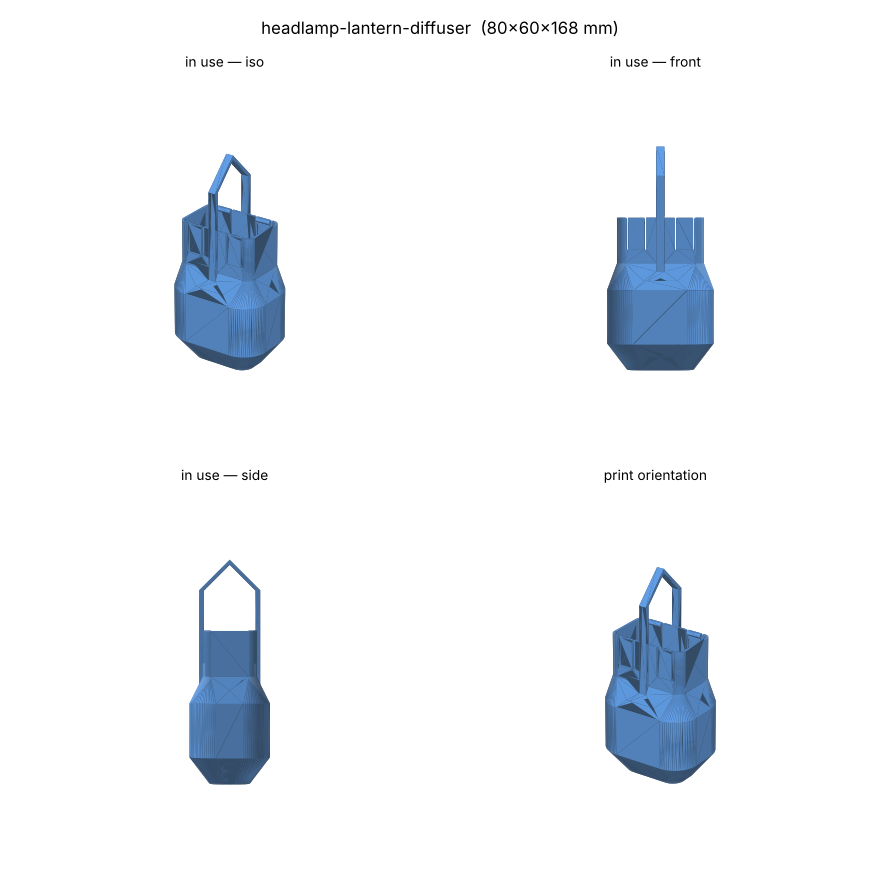 headlamp-lantern-diffuser (80×60×168 mm)
in use — iso
in use — front
in use — side
print orientation